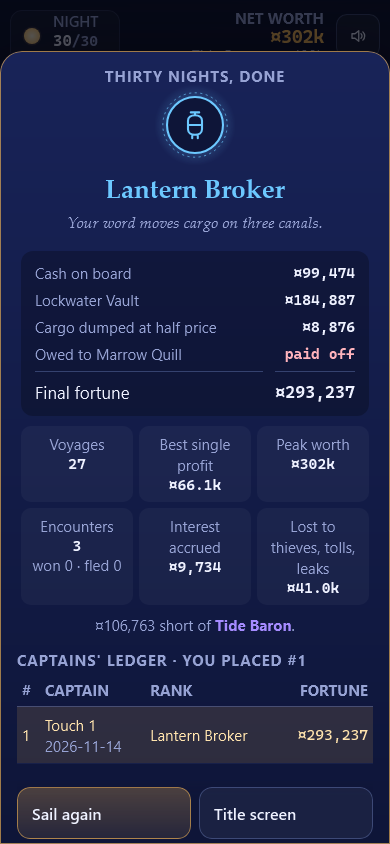 NIGHT
30/30
NET WORTH
¤302k
THIRTY NIGHTS, DONE
Lantern Broker
Your word moves cargo on three canals.
Cash on board ¤99,474
Lockwater Vault ¤184,887
Cargo dumped at half price ¤8,876
Owed to Marrow Quill paid off
Final fortune ¤293,237
Voyages
27
Best single
profit
¤66.1k
Peak worth
¤302k
Encounters
3
won 0 · fled 0
Interest
accrued
¤9,734
Lost to
thieves, tolls,
leaks
¤41.0k
¤106,763 short of Tide Baron.
CAPTAINS' LEDGER · YOU PLACED #1
# CAPTAIN RANK FORTUNE
1 Touch 1 Lantern Broker ¤293,237
2026-11-14
Sail again
Title screen